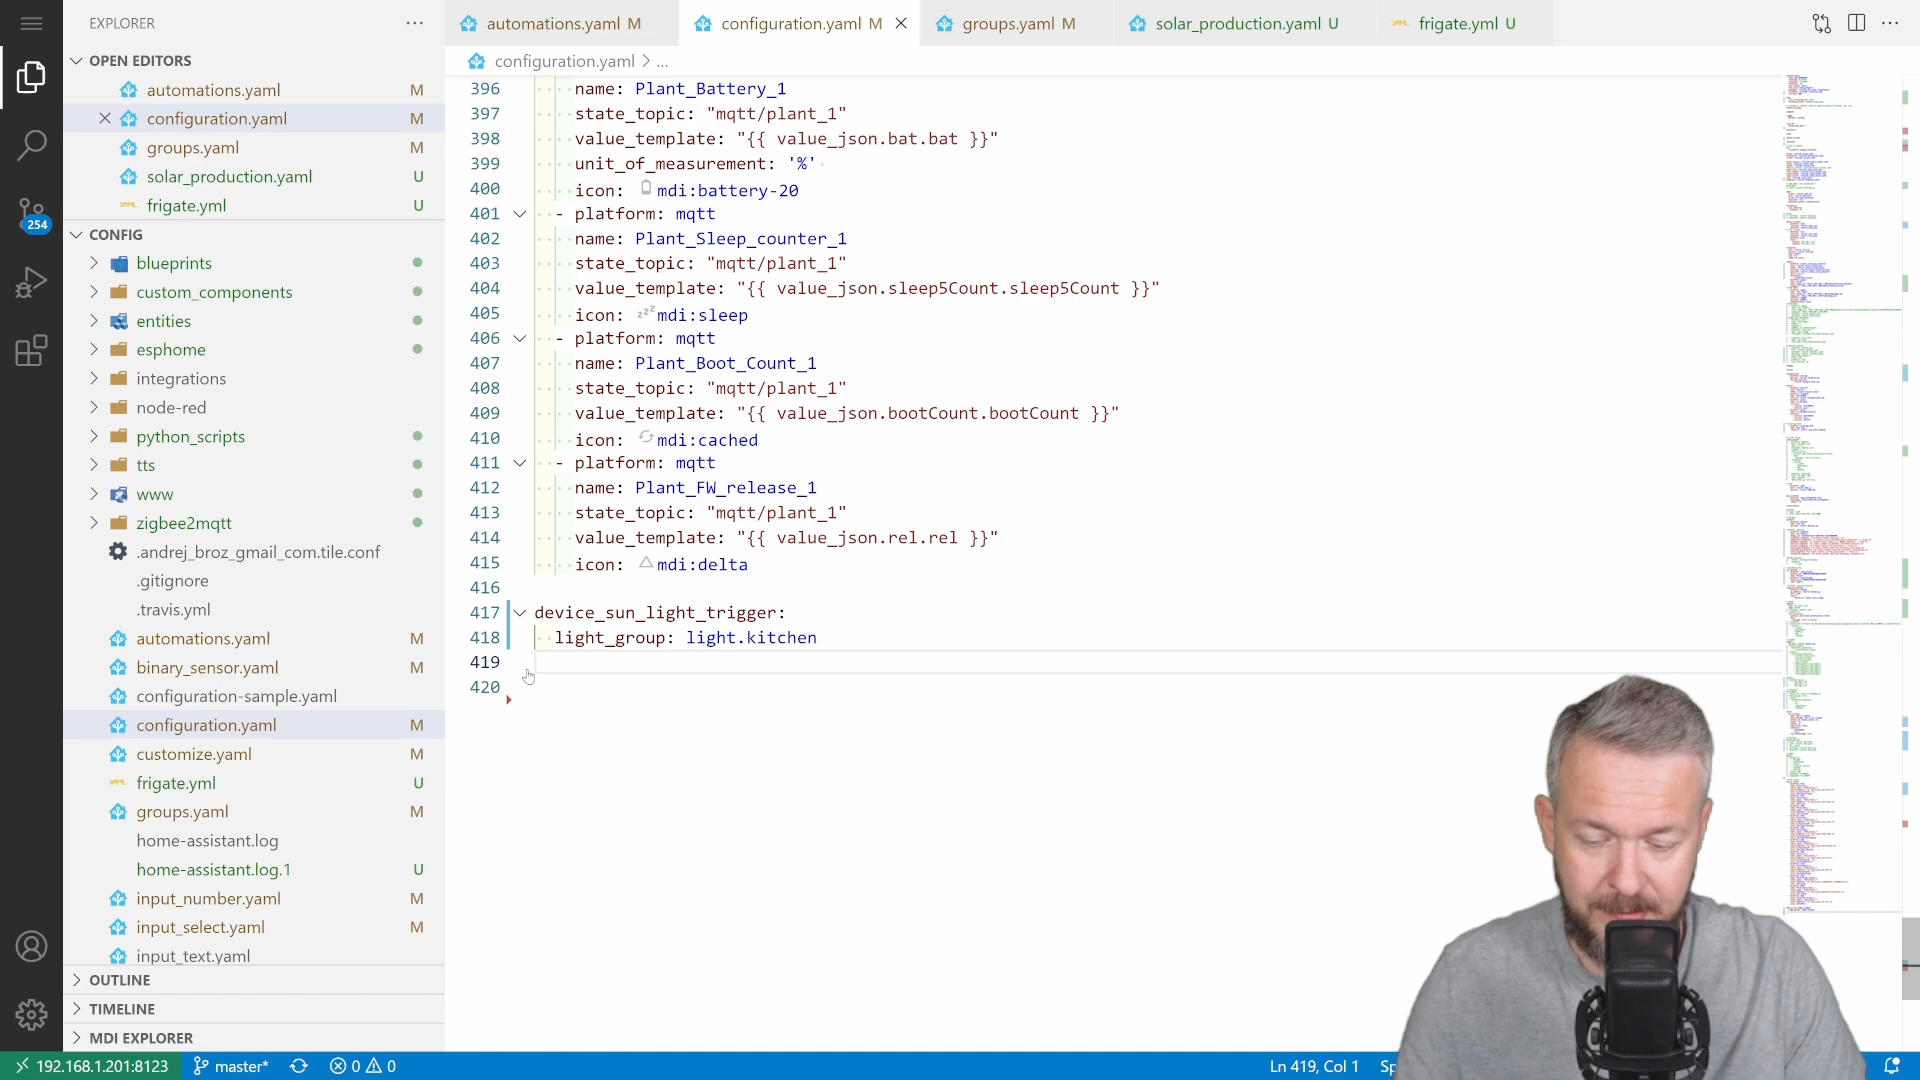 EXPLORER
OPEN EDITORS
automations.yaml M
configuration.yaml M
groups.yaml M
solar_production.yaml U
frigate.yml U
CONFIG
blueprints
custom_components
entities
esphome
integrations
node-red
python_scripts
tts
www
zigbee2mqtt
.andrej_broz_gmail_com.tile.conf
.gitignore
.travis.yml
automations.yaml M
binary_sensor.yaml M
configuration-sample.yaml
configuration.yaml M
customize.yaml M
frigate.yml U
groups.yaml M
home-assistant.log
home-assistant.log.1 U
input_number.yaml M
input_select.yaml M
input_text.yaml
OUTLINE
TIMELINE
MDI EXPLORER
254
automations.yaml M configuration.yaml M groups.yaml M solar_production.yaml U frigate.yml U
configuration.yaml > ...
396 name: Plant_Battery_1
397 state_topic: "mqtt/plant_1"
398 value_template: "{{ value_json.bat.bat }}"
399 unit_of_measurement: '%'
400 icon: mdi:battery-20
401 - platform: mqtt
402 name: Plant_Sleep_counter_1
403 state_topic: "mqtt/plant_1"
404 value_template: "{{ value_json.sleep5Count.sleep5Count }}"
405 icon: mdi:sleep
406 - platform: mqtt
407 name: Plant_Boot_Count_1
408 state_topic: "mqtt/plant_1"
409 value_template: "{{ value_json.bootCount.bootCount }}"
410 icon: mdi:cached
411 - platform: mqtt
412 name: Plant_FW_release_1
413 state_topic: "mqtt/plant_1"
414 value_template: "{{ value_json.rel.rel }}"
415 icon: mdi:delta
416
417 device_sun_light_trigger:
418 light_group: light.kitchen
419
420
192.168.1.201:8123 master* 0 0 Ln 419, Col 1 Sp